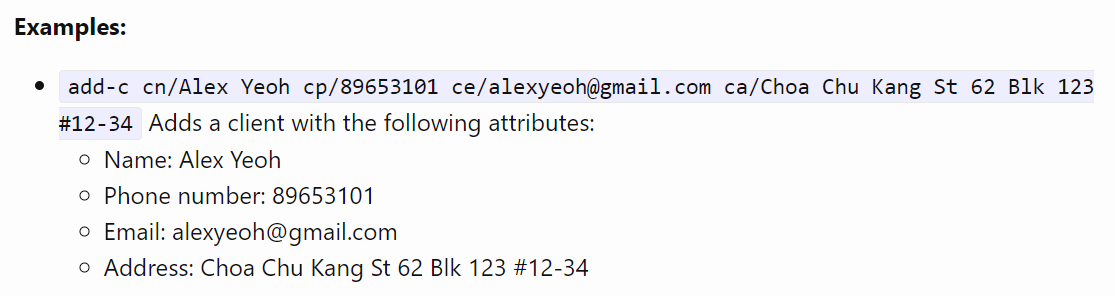 Examples:
add-c cn/Alex Yeoh cp/89653101 ce/alexyeoh@gmail.com ca/Choa Chu Kang St 62 Blk 123
#12-34 Adds a client with the following attributes:
Name: Alex Yeoh
Phone number: 89653101
Email: alexyeoh@gmail.com
Address: Choa Chu Kang St 62 Blk 123 #12-34